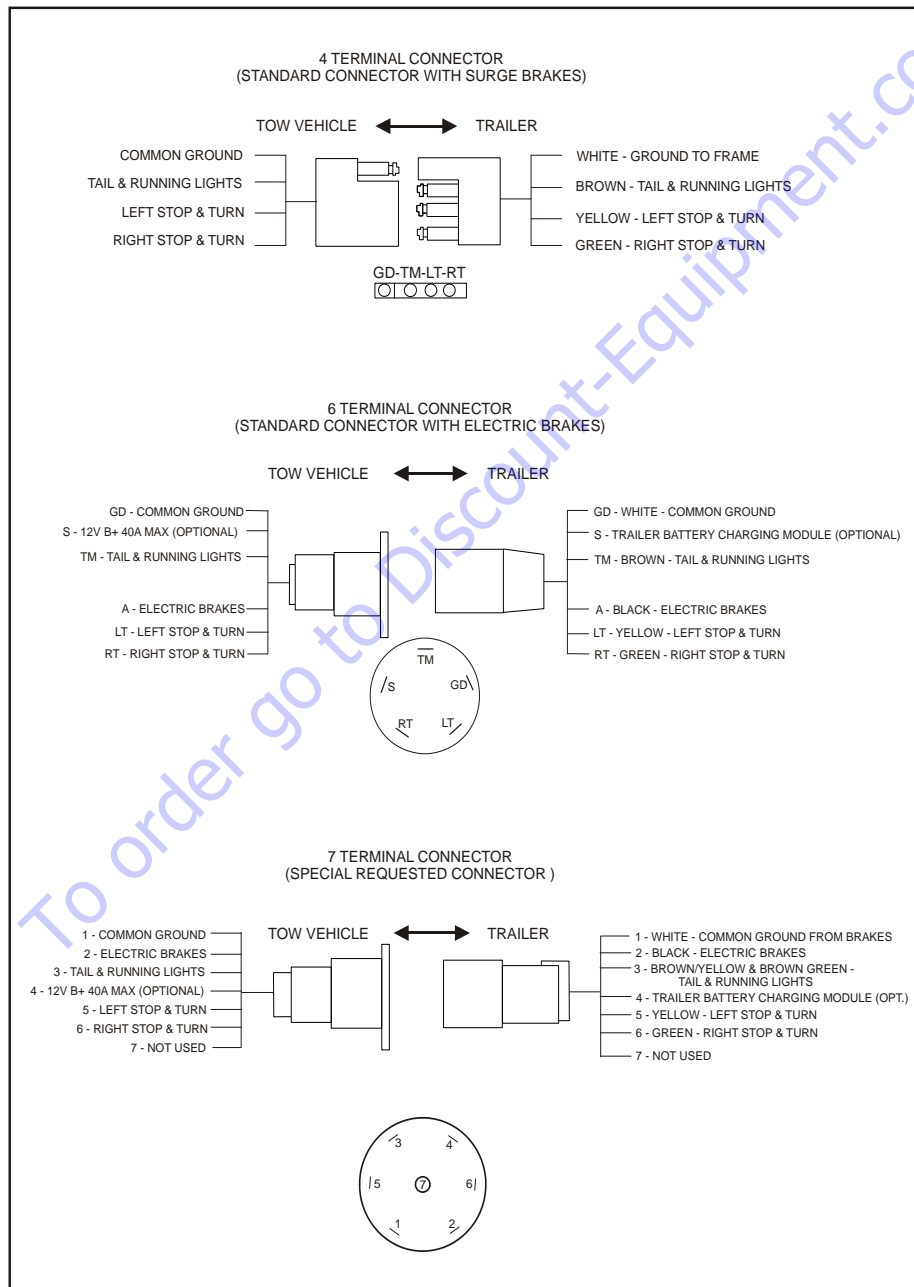 4 TERMINAL CONNECTOR
(STANDARD CONNECTOR WITH SURGE BRAKES)
TOW VEHICLE
TRAILER
COMMON GROUND
TAIL & RUNNING LIGHTS
LEFT STOP & TURN
RIGHT STOP & TURN
WHITE - GROUND TO FRAME
BROWN - TAIL & RUNNING LIGHTS
YELLOW - LEFT STOP & TURN
GREEN - RIGHT STOP & TURN
GD-TM-LT-RT
6 TERMINAL CONNECTOR
(STANDARD CONNECTOR WITH ELECTRIC BRAKES)
TOW VEHICLE
TRAILER
GD - COMMON GROUND
S - 12V B+ 40A MAX (OPTIONAL)
TM - TAIL & RUNNING LIGHTS
A - ELECTRIC BRAKES
LT - LEFT STOP & TURN
RT - RIGHT STOP & TURN
GD - WHITE - COMMON GROUND
S - TRAILER BATTERY CHARGING MODULE (OPTIONAL)
TM - BROWN - TAIL & RUNNING LIGHTS
A - BLACK - ELECTRIC BRAKES
LT - YELLOW - LEFT STOP & TURN
RT - GREEN - RIGHT STOP & TURN
TM
S
GD
RT
LT
7 TERMINAL CONNECTOR
(SPECIAL REQUESTED CONNECTOR )
TOW VEHICLE
TRAILER
1 - COMMON GROUND
2 - ELECTRIC BRAKES
3 - TAIL & RUNNING LIGHTS
4 - 12V B+ 40A MAX (OPTIONAL)
5 - LEFT STOP & TURN
6 - RIGHT STOP & TURN
7 - NOT USED
1 - WHITE - COMMON GROUND FROM BRAKES
2 - BLACK - ELECTRIC BRAKES
3 - BROWN/YELLOW & BROWN GREEN -
TAIL & RUNNING LIGHTS
4 - TRAILER BATTERY CHARGING MODULE (OPT.)
5 - YELLOW - LEFT STOP & TURN
6 - GREEN - RIGHT STOP & TURN
7 - NOT USED
3
4
5
7
6
1
2
To order go to Discount-Equipment.co